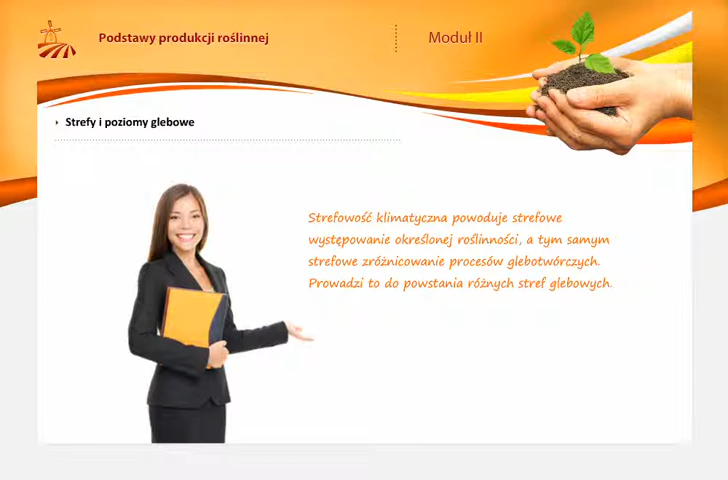 Podstawy produkcji roślinnej
Moduł II
Strefy i poziomy glebowe
Strefowość klimatyczna powoduje strefowe
występowanie określonej roślinności, a tym samym
strefowe zróżnicowanie procesów glebotwórczych.
Prowadzi to do powstania różnych stref glebowych.